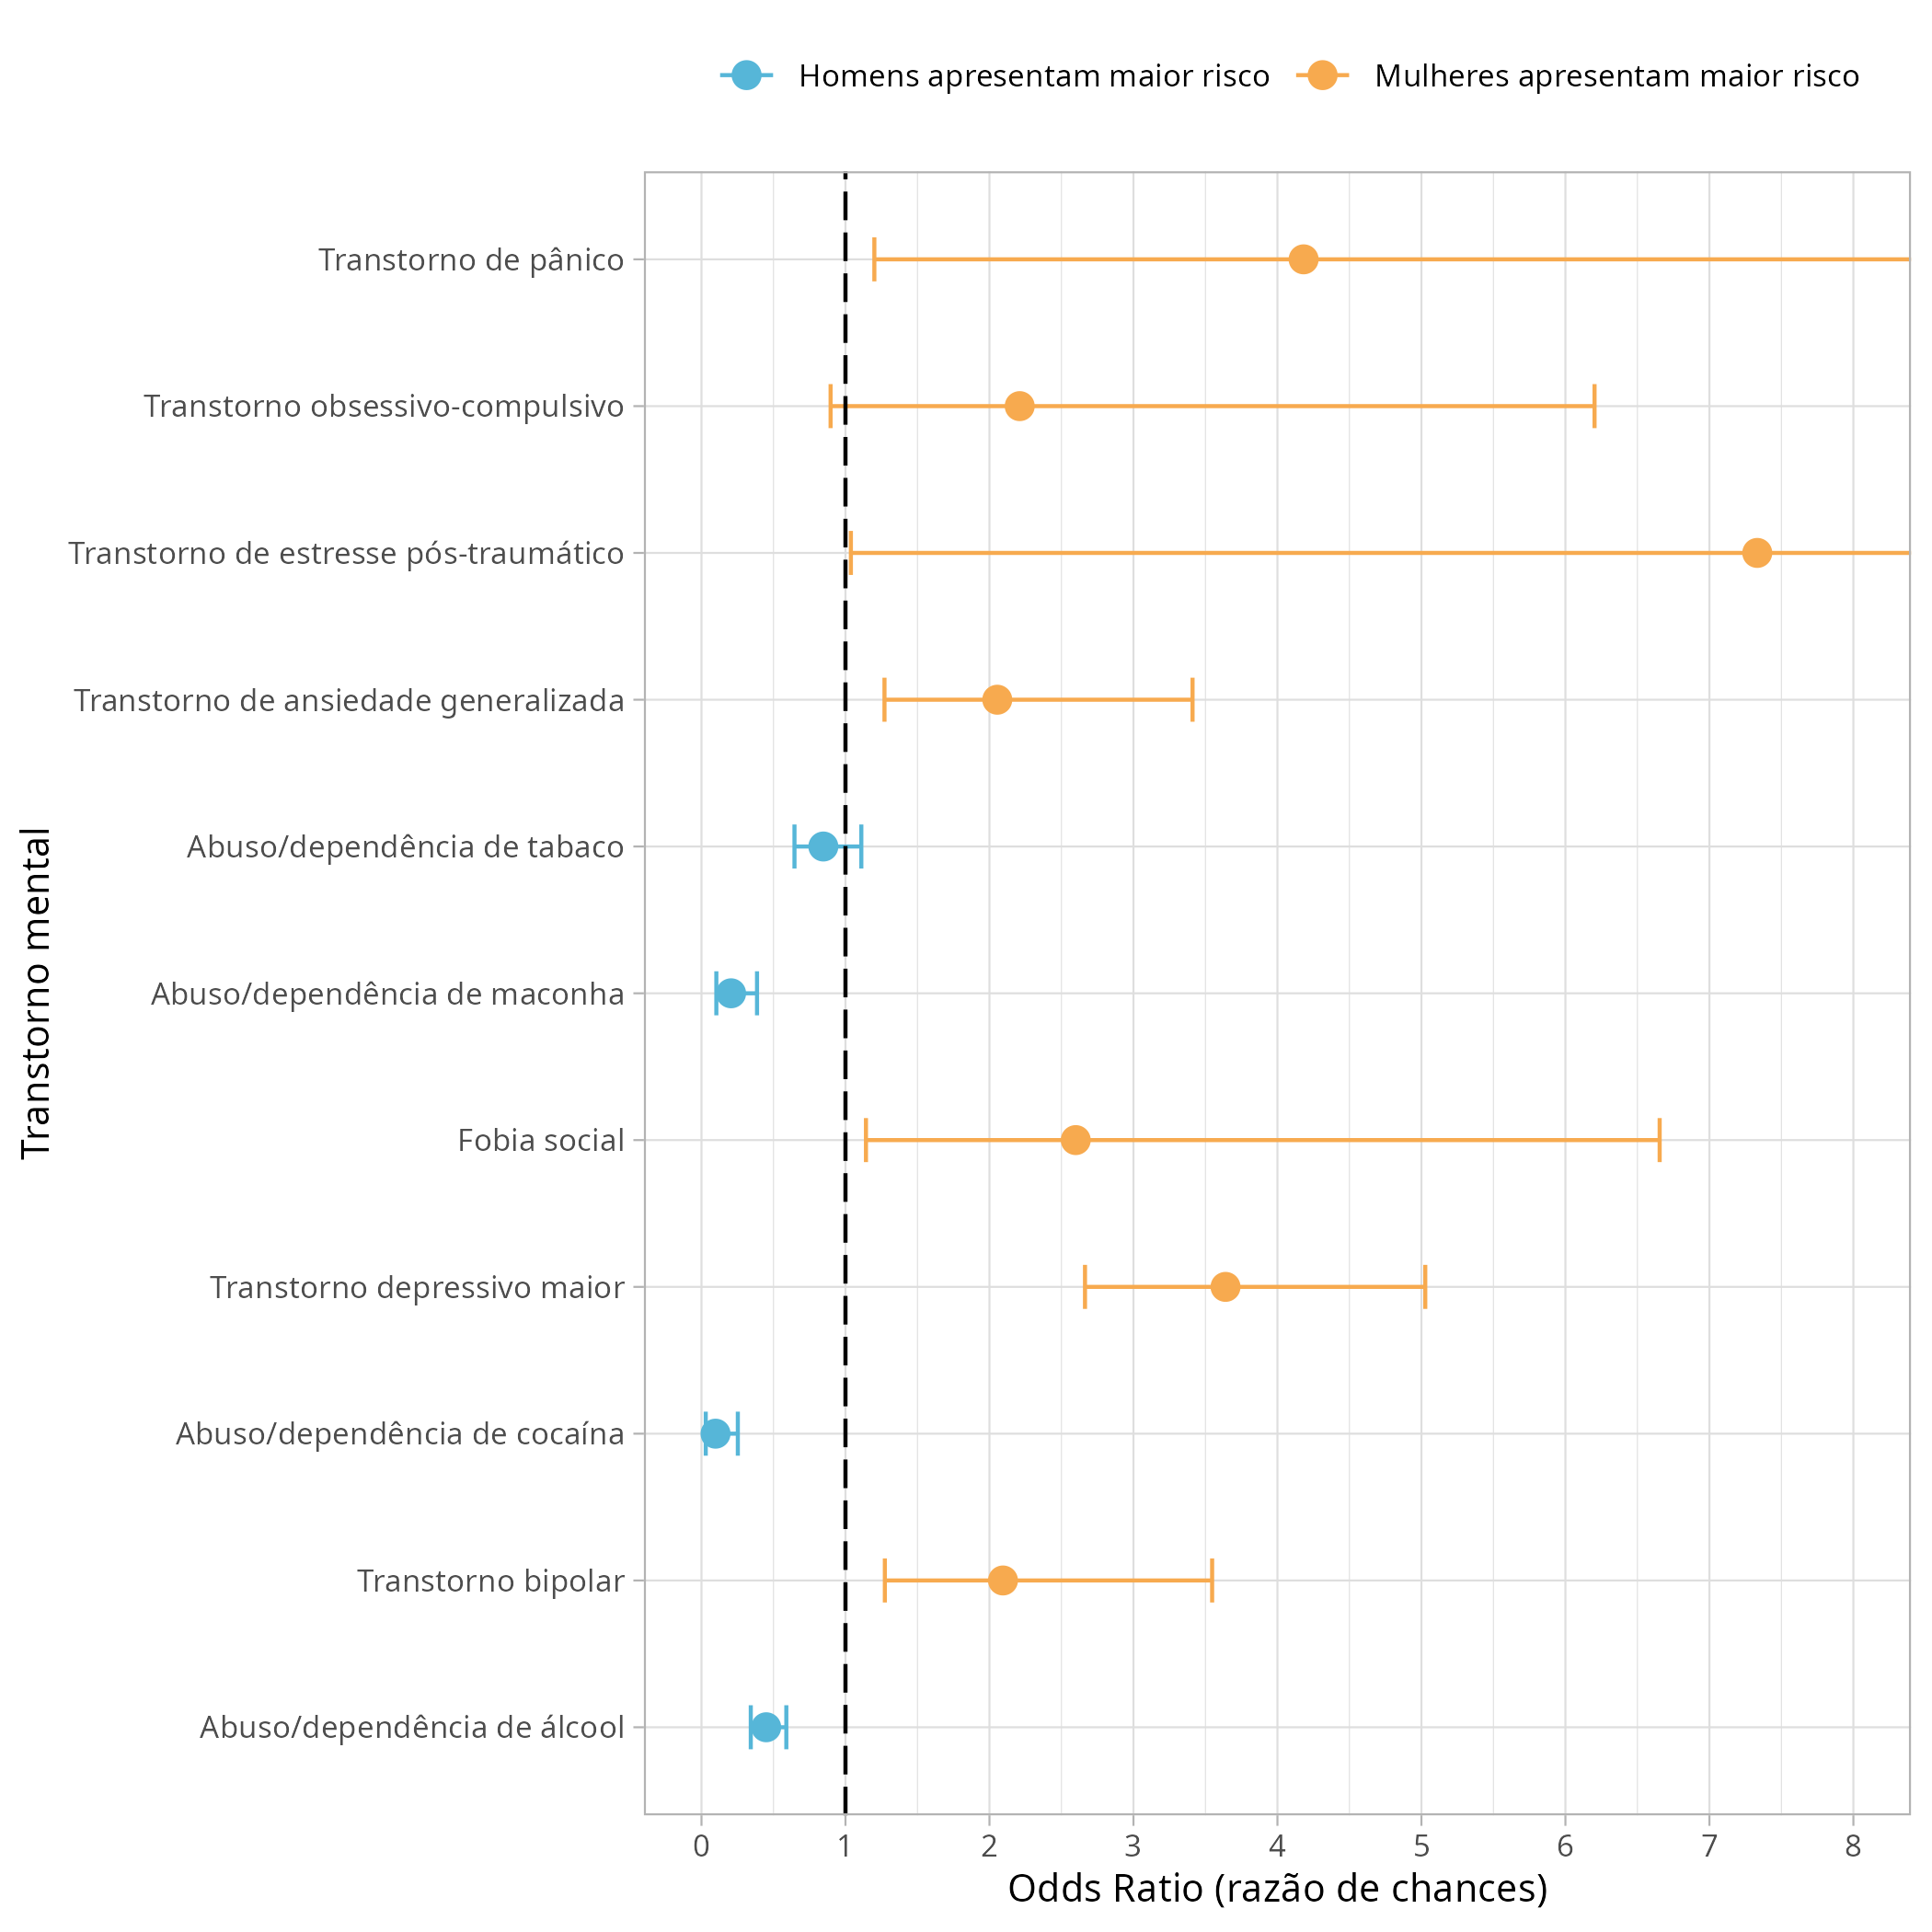 Homens apresentam maior risco
Mulheres apresentam maior risco
Transtorno mental
Transtorno de pânico
Transtorno obsessivo-compulsivo
Transtorno de estresse pós-traumático
Transtorno de ansiedade generalizada
Abuso/dependência de tabaco
Abuso/dependência de maconha
Fobia social
Transtorno depressivo maior
Abuso/dependência de cocaína
Transtorno bipolar
Abuso/dependência de álcool
0 1 2 3 4 5 6 7 8
Odds Ratio (razão de chances)